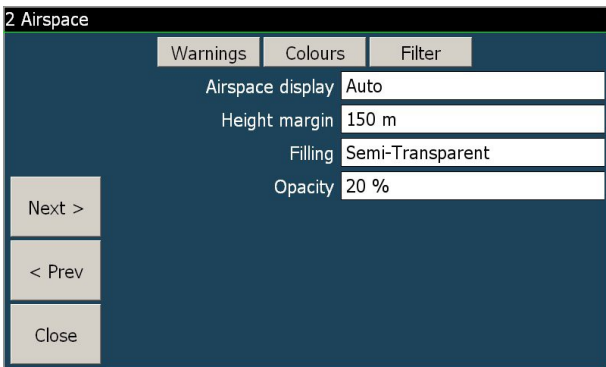 2 Airspace
Warnings Colours Filter
Airspace display Auto
Height margin 150 m
Filling Semi-Transparent
Opacity 20 %
Next >
< Prev
Close